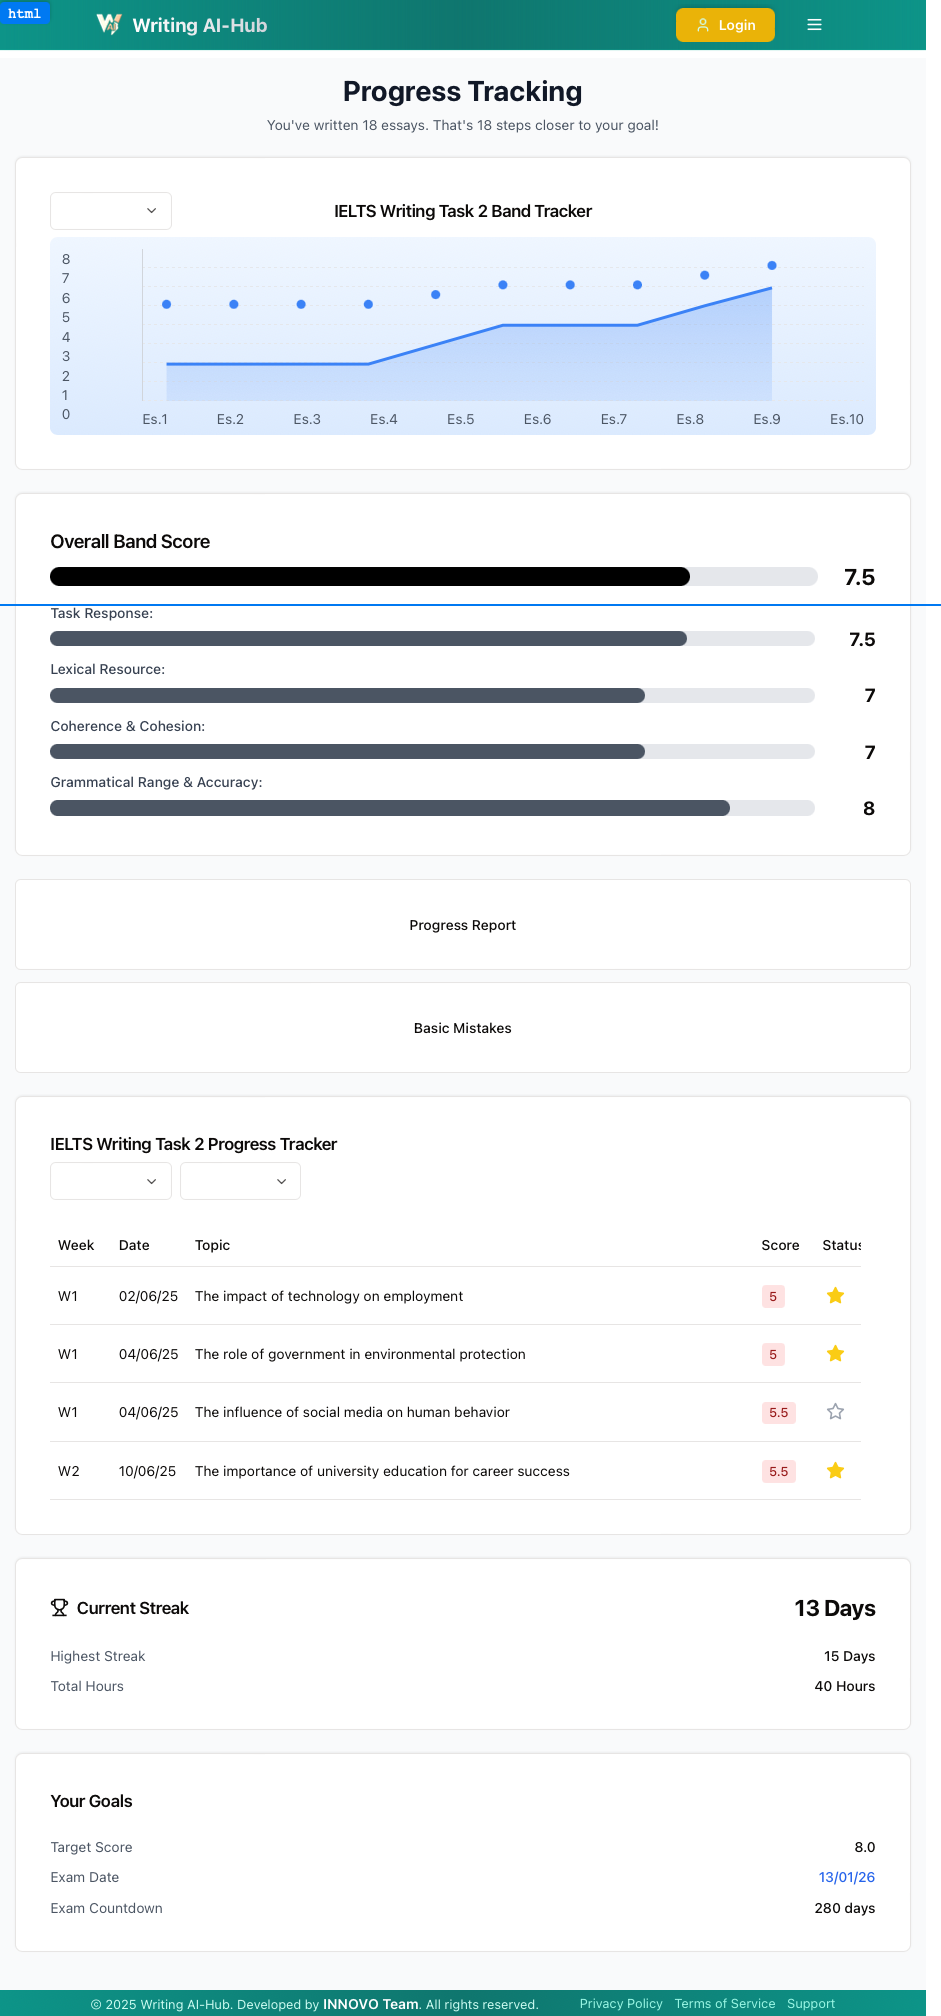 html
Writing AI-Hub
Login
Progress Tracking
You've written 18 essays. That's 18 steps closer to your goal!
IELTS Writing Task 2 Band Tracker
8
7
6
5
4
3
2
1
0
Es.1 Es.2 Es.3 Es.4 Es.5 Es.6 Es.7 Es.8 Es.9 Es.10
Overall Band Score
7.5
Task Response:
7.5
Lexical Resource:
7
Coherence & Cohesion:
7
Grammatical Range & Accuracy:
8
Progress Report
Basic Mistakes
IELTS Writing Task 2 Progress Tracker
Week Date Topic Score Status
W1 02/06/25 The impact of technology on employment 5
W1 04/06/25 The role of government in environmental protection 5
W1 04/06/25 The influence of social media on human behavior 5.5
W2 10/06/25 The importance of university education for career success 5.5
Current Streak 13 Days
Highest Streak 15 Days
Total Hours 40 Hours
Your Goals
Target Score 8.0
Exam Date 13/01/26
Exam Countdown 280 days
© 2025 Writing AI-Hub. Developed by INNOVO Team. All rights reserved. Privacy Policy Terms of Service Support